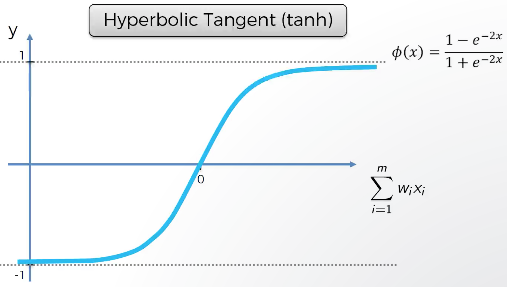 Hyperbolic Tangent (tanh)
y
1
ϕ(x) = (1 − e^{−2x})/(1 + e^{−2x})
0
∑_{i=1}^{m} w_i x_i
-1